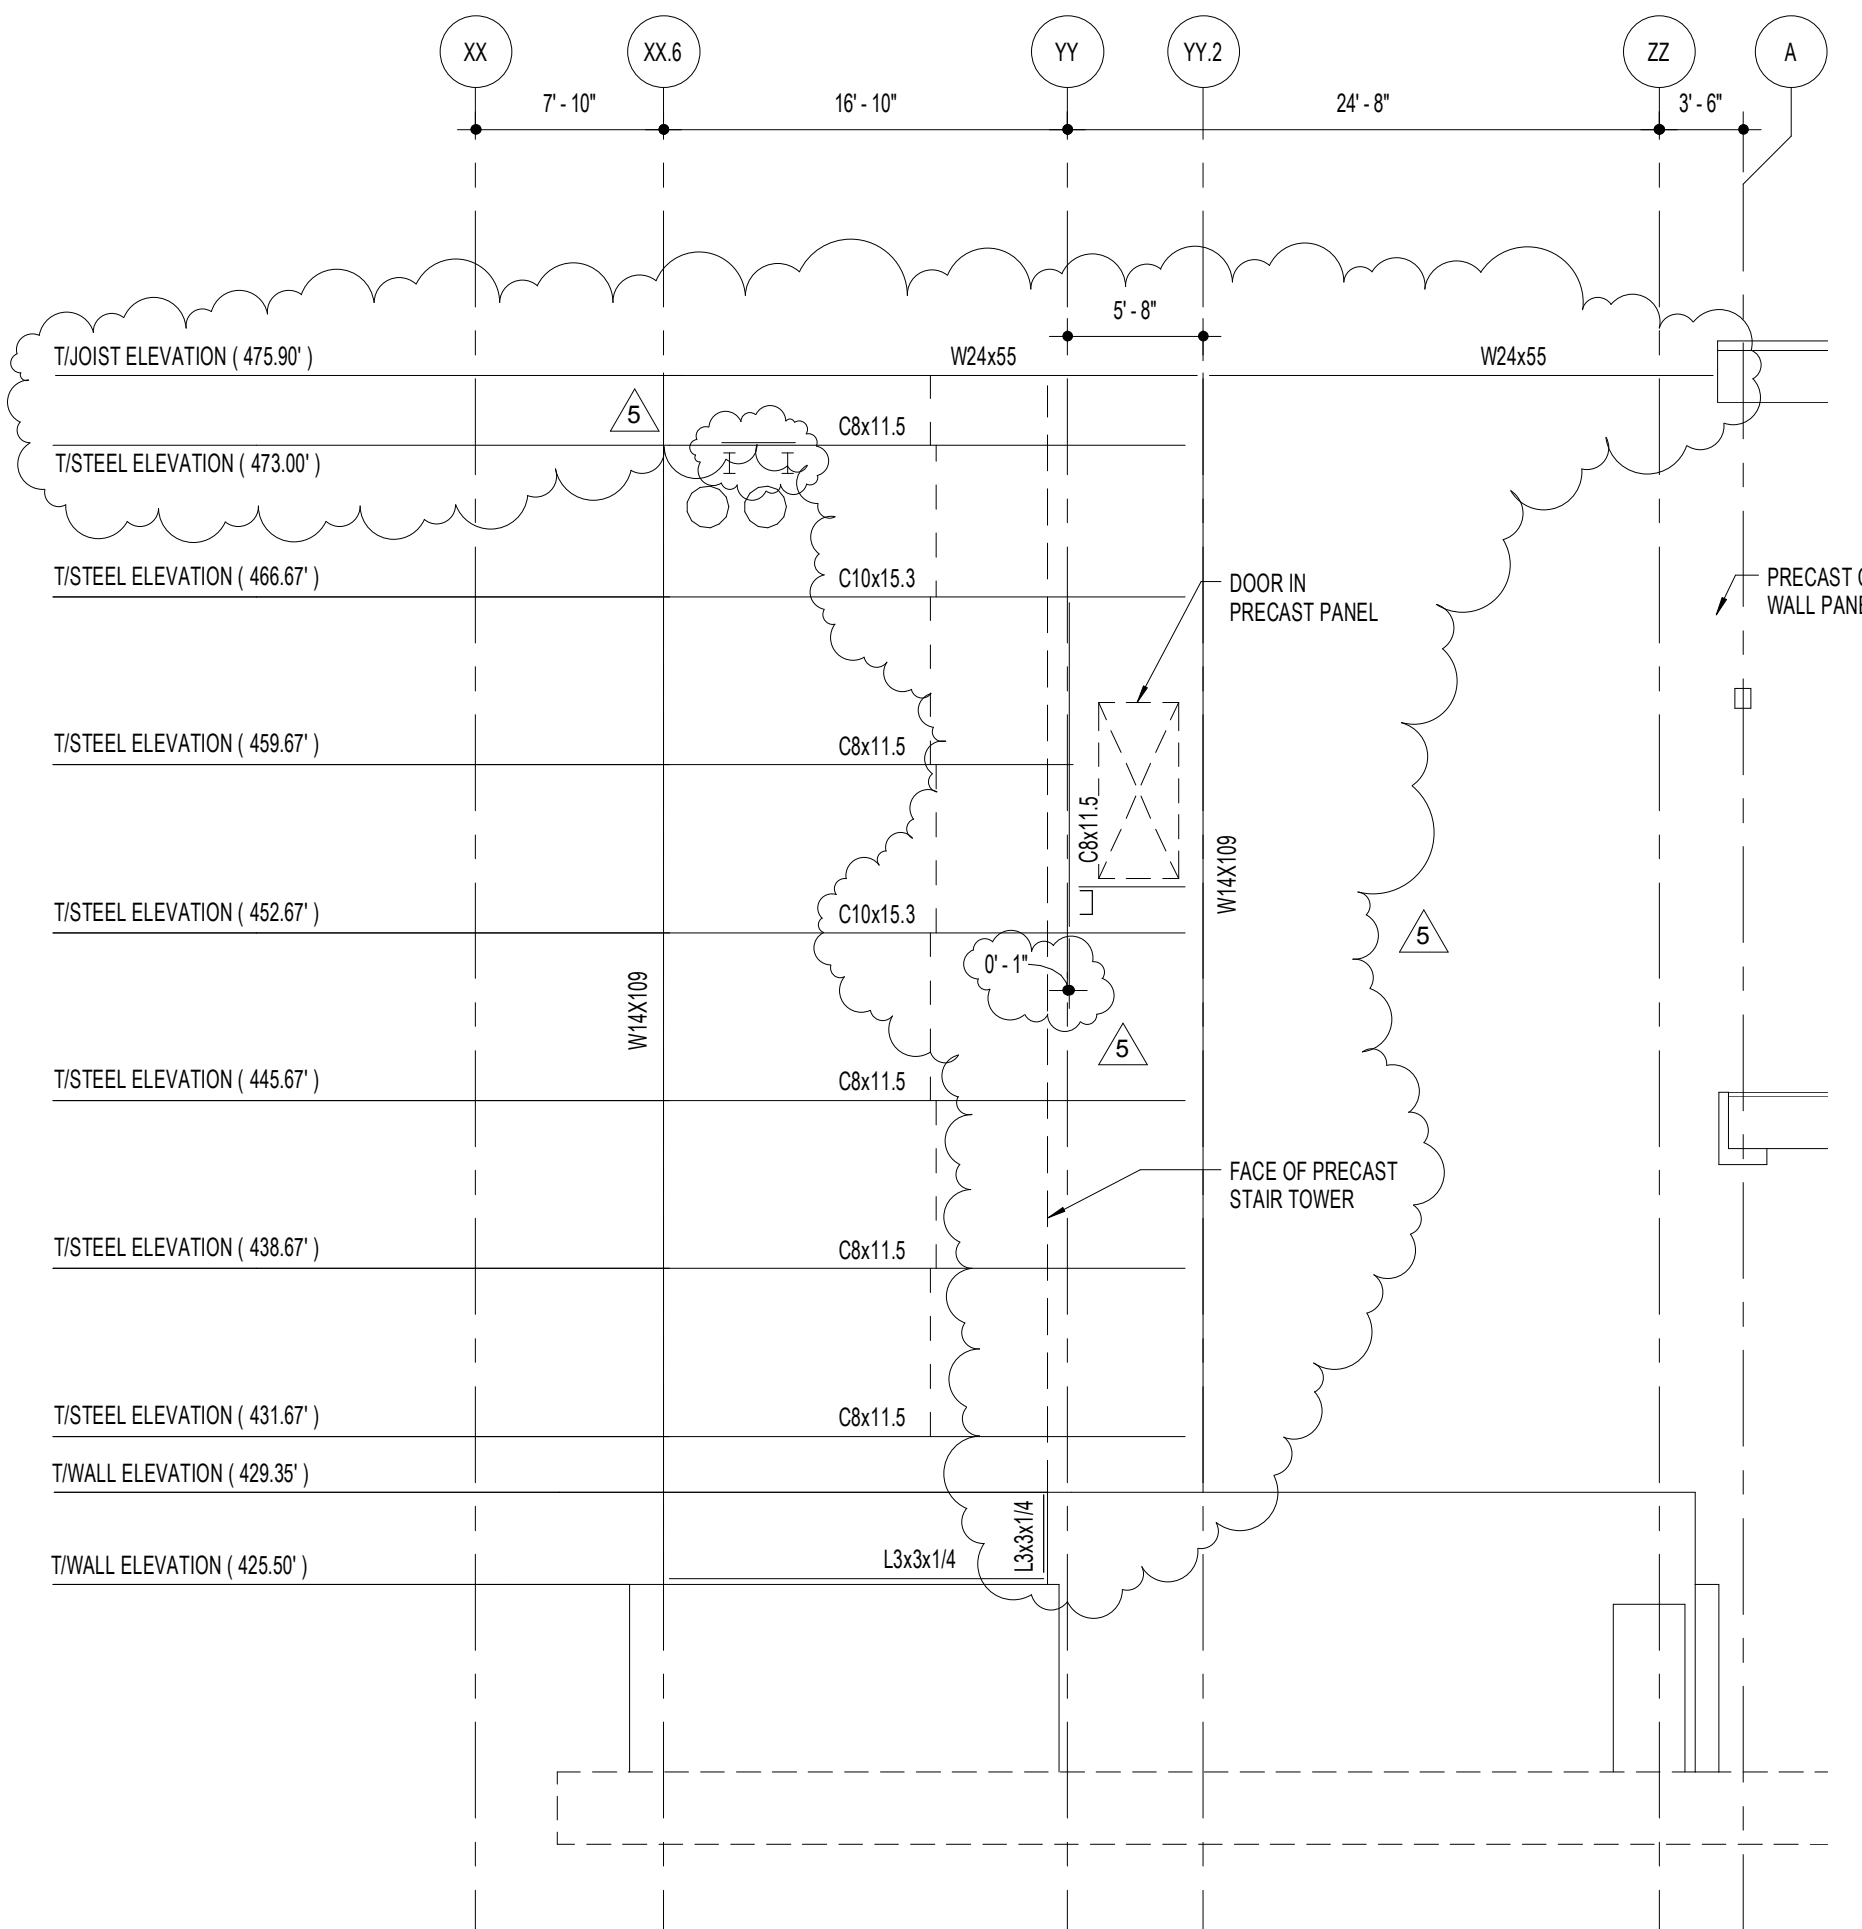 XX
XX.6
YY
YY.2
ZZ
A
7' - 10"
16' - 10"
24' - 8"
3' - 6"
5' - 8"
T/JOIST ELEVATION ( 475.90' )
W24x55
W24x55
5
C8x11.5
T/STEEL ELEVATION ( 473.00' )
T/STEEL ELEVATION ( 466.67' )
C10x15.3
DOOR IN
PRECAST PANEL
PRECAST
WALL
T/STEEL ELEVATION ( 459.67' )
C8x11.5
C8x11.5
W14X109
T/STEEL ELEVATION ( 452.67' )
C10x15.3
5
0' - 1"
W14X109
5
T/STEEL ELEVATION ( 445.67' )
C8x11.5
FACE OF PRECAST
STAIR TOWER
T/STEEL ELEVATION ( 438.67' )
C8x11.5
T/STEEL ELEVATION ( 431.67' )
C8x11.5
T/WALL ELEVATION ( 429.35' )
L3x3x1/4
L3x3x1/4
T/WALL ELEVATION ( 425.50' )